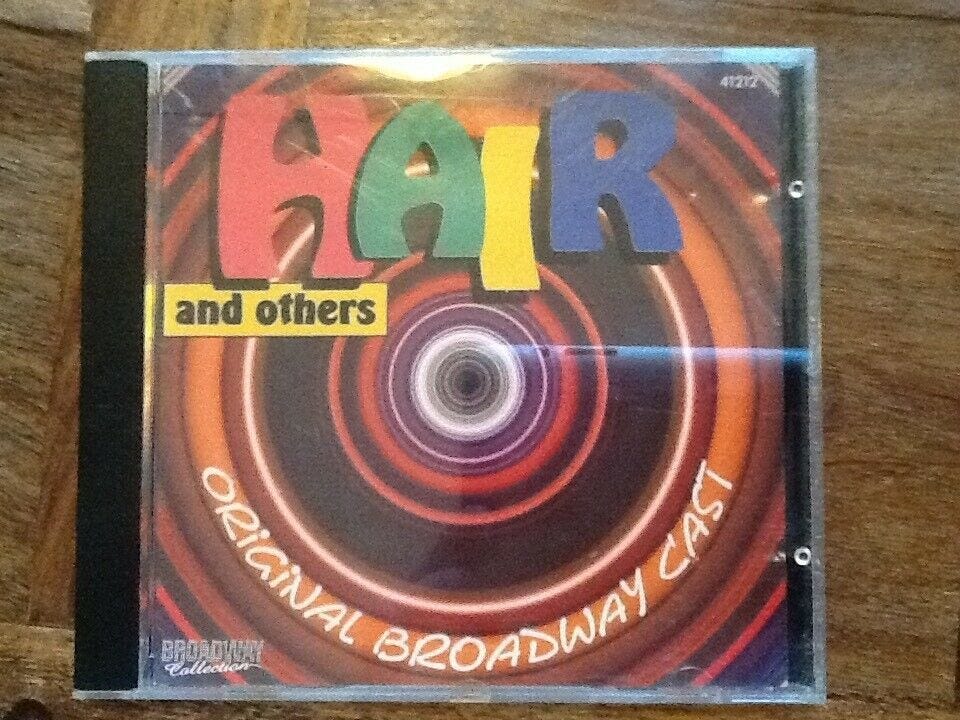 41212
HAIR
and others
ORiGiNAL BROADWAY CAST
BROADWAY
Collection